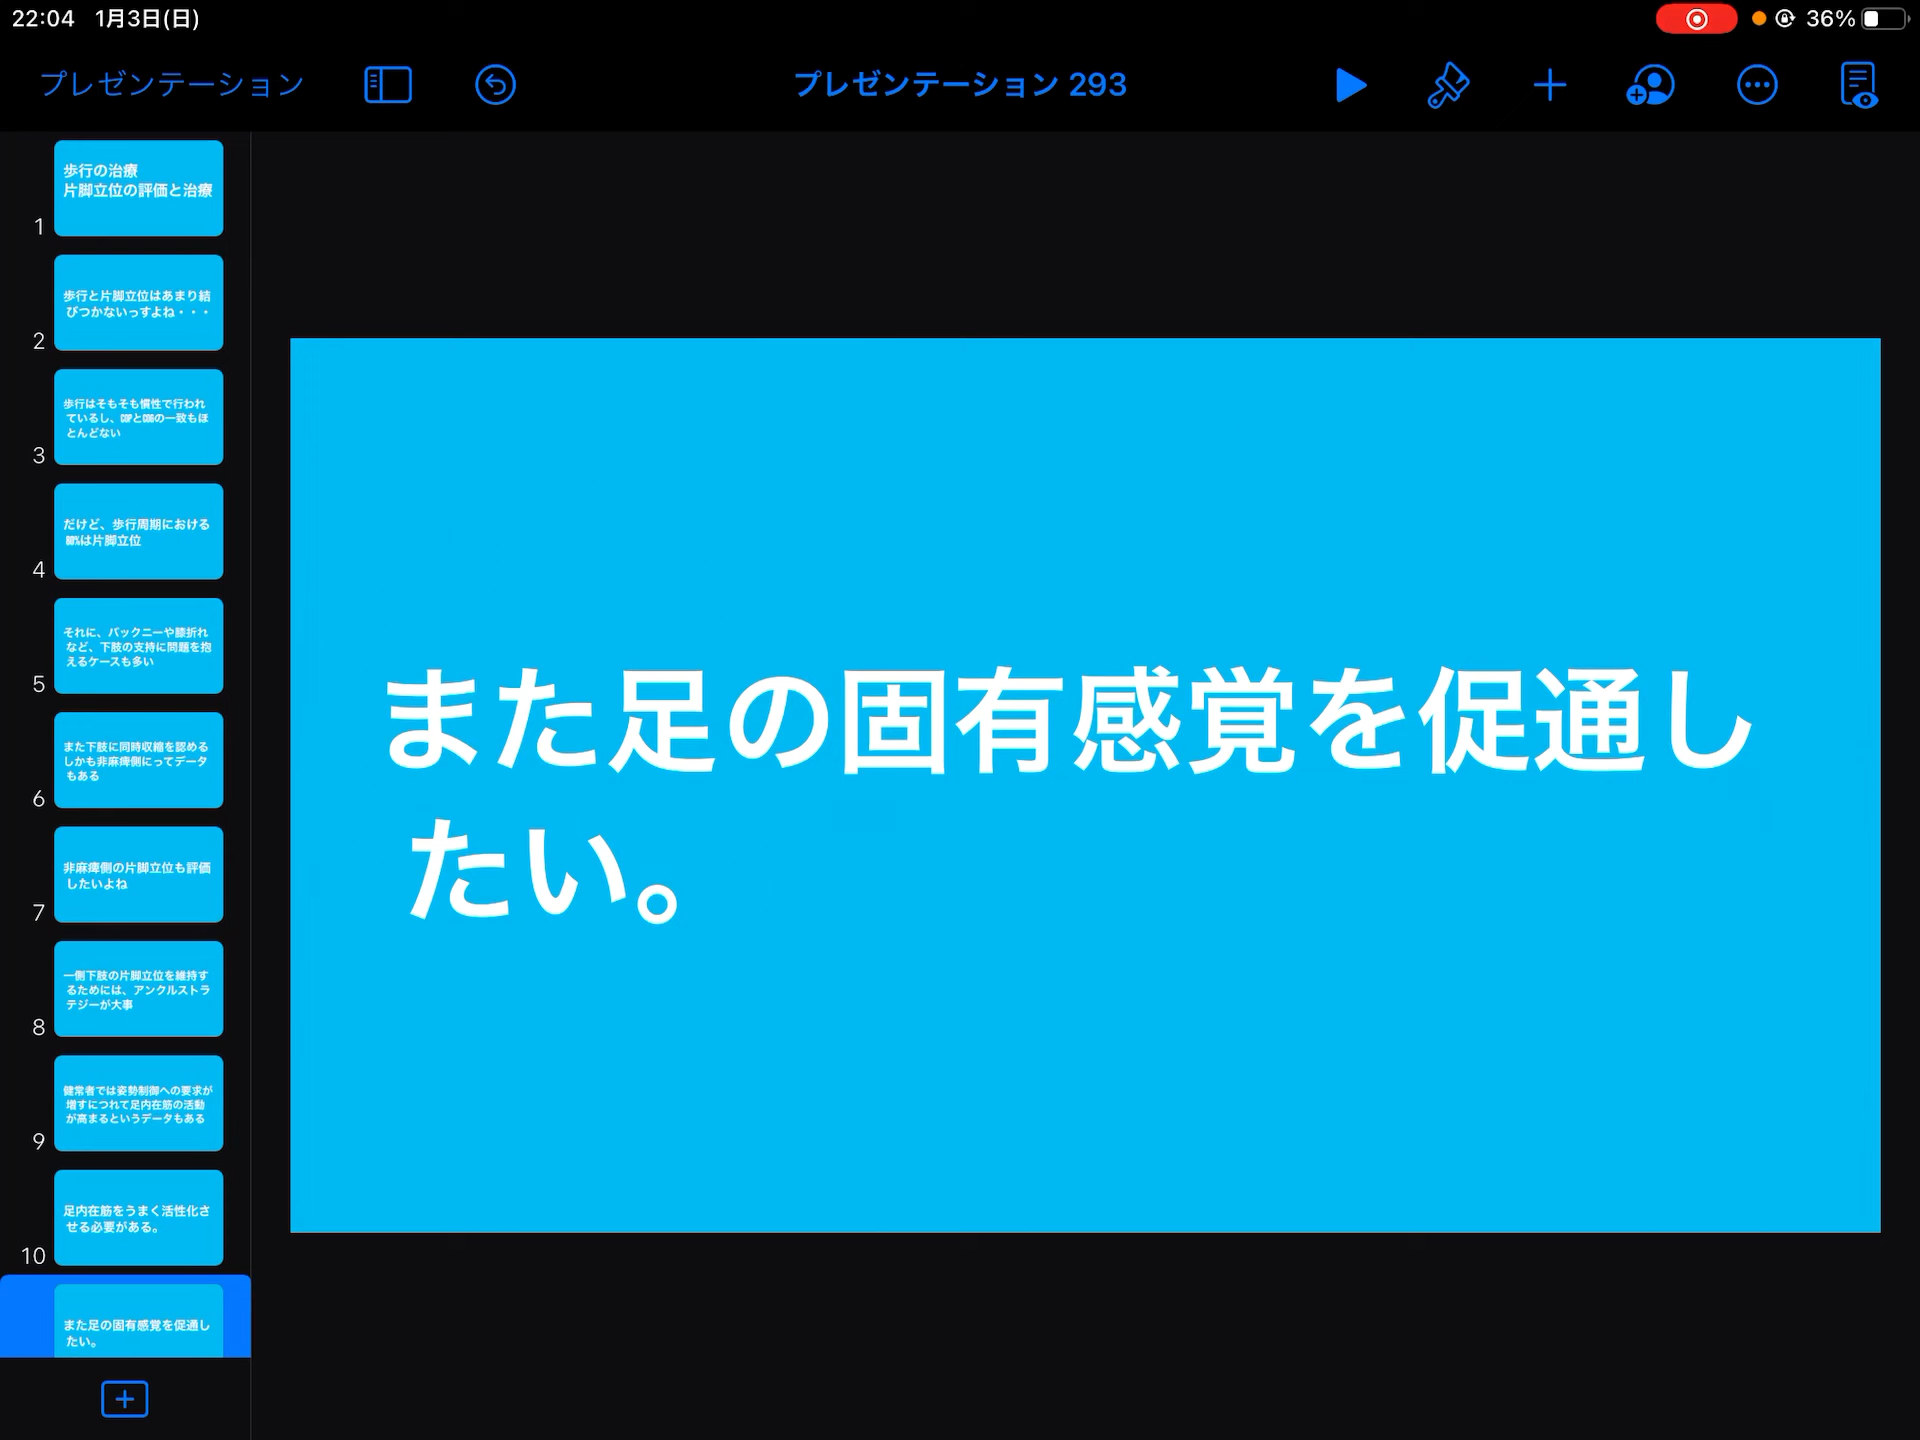 22:04 1月3日(日)
36%
プレゼンテーション
プレゼンテーション 293
歩行の治療
片脚立位の評価と治療
1
歩行と片脚立位はあまり結
びつかないっすよね・・・
2
歩行はそもそも慣性で行われ
ているし、COPとCOGの一致もほ
とんどない
3
だけど、歩行周期における
80%は片脚立位
4
それに、バックニーや膝折れ
など、下肢の支持に問題を抱
えるケースも多い
5
また下肢に同時収縮を認める
しかも非麻痺側にってデータ
もある
6
非麻痺側の片脚立位も評価
したいよね
7
一側下肢の片脚立位を維持す
るためには、アンクルストラ
テジーが大事
8
健常者では姿勢制御への要求が
増すにつれて足内在筋の活動
が高まるというデータもある
9
足内在筋をうまく活性化さ
せる必要がある。
10
また足の固有感覚を促通し
たい。
また足の固有感覚を促通し
たい。